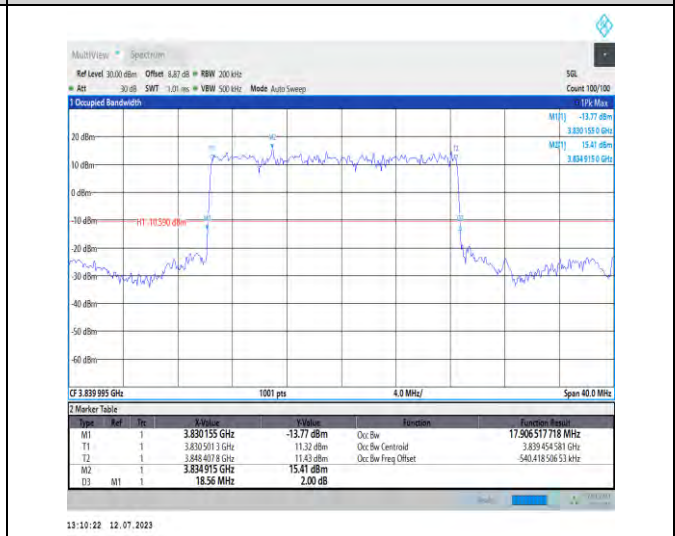 MultiView Spectrum
Ref Level 30.00 dBm Offset 8.87 dB RBW 200 kHz SGL
Att 30 dB SWT 1.01 ms VBW 500 kHz Mode Auto Sweep Count 100/100
1 Occupied Bandwidth 1Pk Max
M1[1] -13.77 dBm
3.830 155 0 GHz
M2[1] 15.41 dBm
3.834 915 0 GHz
20 dBm
M2
T1 T2
10 dBm
0 dBm
-10 dBm
H1 -10.590 dBm
M1 D3
-20 dBm
-30 dBm
-40 dBm
-50 dBm
-60 dBm
CF 3.839 995 GHz 1001 pts 4.0 MHz/ Span 40.0 MHz
2 Marker Table
Type Ref Trc X-Value Y-Value Function Function Result
M1 1 3.830 155 GHz -13.77 dBm Occ Bw 17.906 517 718 MHz
T1 1 3.830 501 3 GHz 11.32 dBm Occ Bw Centroid 3.839 454 581 GHz
T2 1 3.848 407 8 GHz 11.43 dBm Occ Bw Freq Offset -540.418 506 53 kHz
M2 1 3.834 915 GHz 15.41 dBm
D3 M1 1 18.56 MHz 2.00 dB
13:10:22 12.07.2023